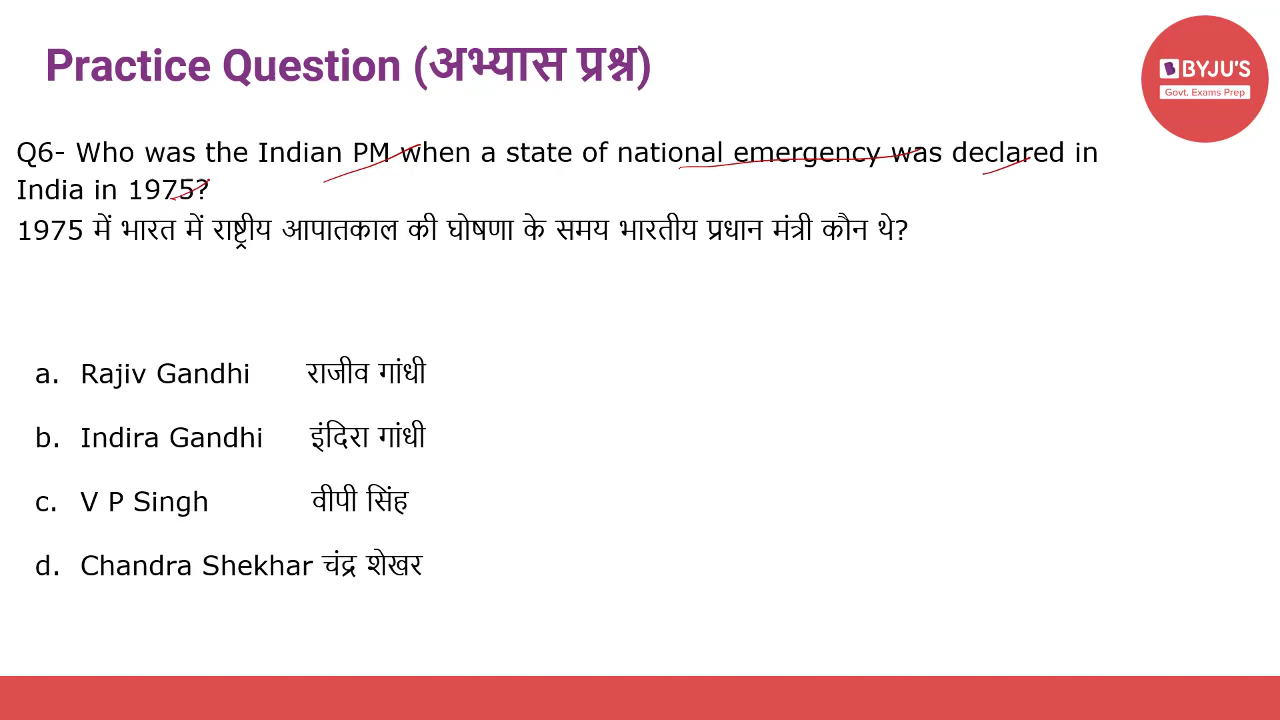 Practice Question (अभ्यास प्रश्न)
BYJU'S
Govt. Exams Prep
Q6- Who was the Indian PM when a state of national emergency was declared in
India in 1975?
1975 में भारत में राष्ट्रीय आपातकाल की घोषणा के समय भारतीय प्रधान मंत्री कौन थे?
a. Rajiv Gandhi राजीव गांधी
b. Indira Gandhi इंदिरा गांधी
c. V P Singh वीपी सिंह
d. Chandra Shekhar चंद्र शेखर